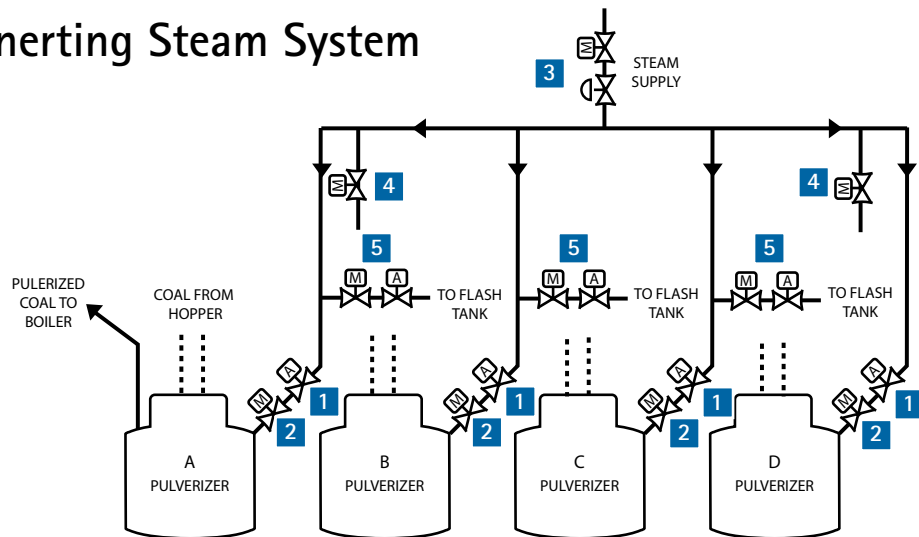 nerting Steam System
M
3
STEAM
SUPPLY
M
4
4
M
5
5
5
M
A
M
A
M
A
PULERIZED
COAL TO
BOILER
COAL FROM
HOPPER
TO FLASH
TANK
TO FLASH
TANK
TO FLASH
TANK
A
M
1
2
A
M
1
2
A
M
1
2
A
M
1
2
A
PULVERIZER
B
PULVERIZER
C
PULVERIZER
D
PULVERIZER